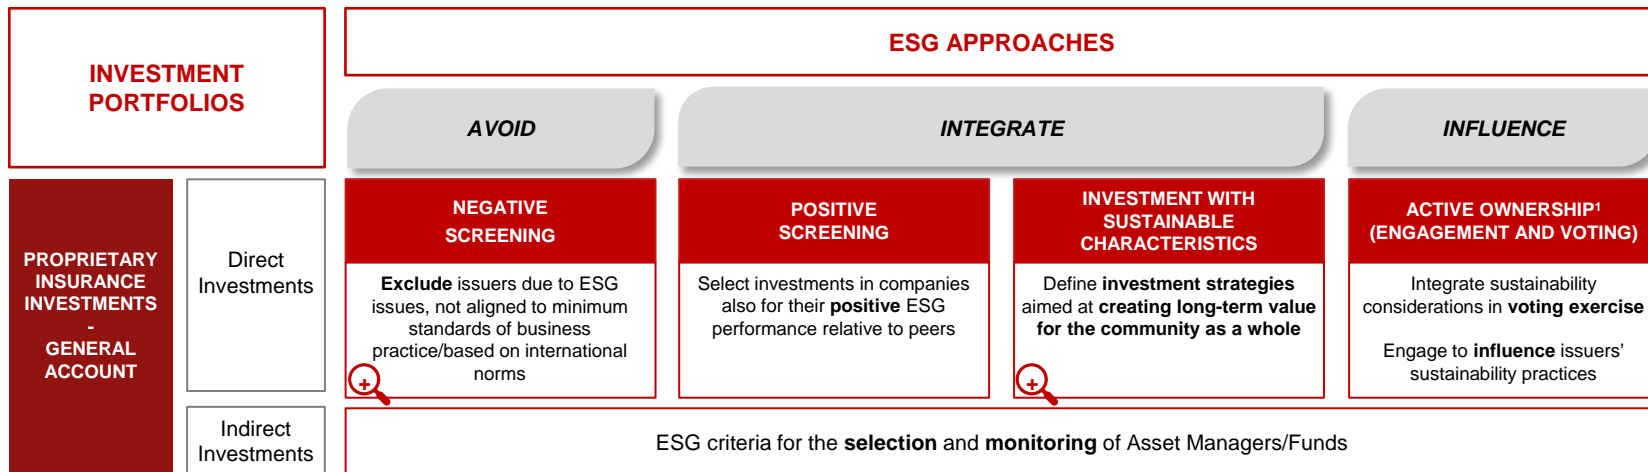 INVESTMENT
PORTFOLIOS
ESG APPROACHES
AVOID
INTEGRATE
INFLUENCE
PROPRIETARY
INSURANCE
INVESTMENTS
-
GENERAL
ACCOUNT
Direct
Investments
NEGATIVE
SCREENING
Exclude issuers due to ESG
issues, not aligned to minimum
standards of business
practice/based on international
norms
+
POSITIVE
SCREENING
Select investments in companies
also for their positive ESG
performance relative to peers
INVESTMENT WITH
SUSTAINABLE
CHARACTERISTICS
Define investment strategies
aimed at creating long-term value
for the community as a whole
+
ACTIVE OWNERSHIP¹
(ENGAGEMENT AND VOTING)
Integrate sustainability
considerations in voting exercise
Engage to influence issuers’
sustainability practices
Indirect
Investments
ESG criteria for the selection and monitoring of Asset Managers/Funds